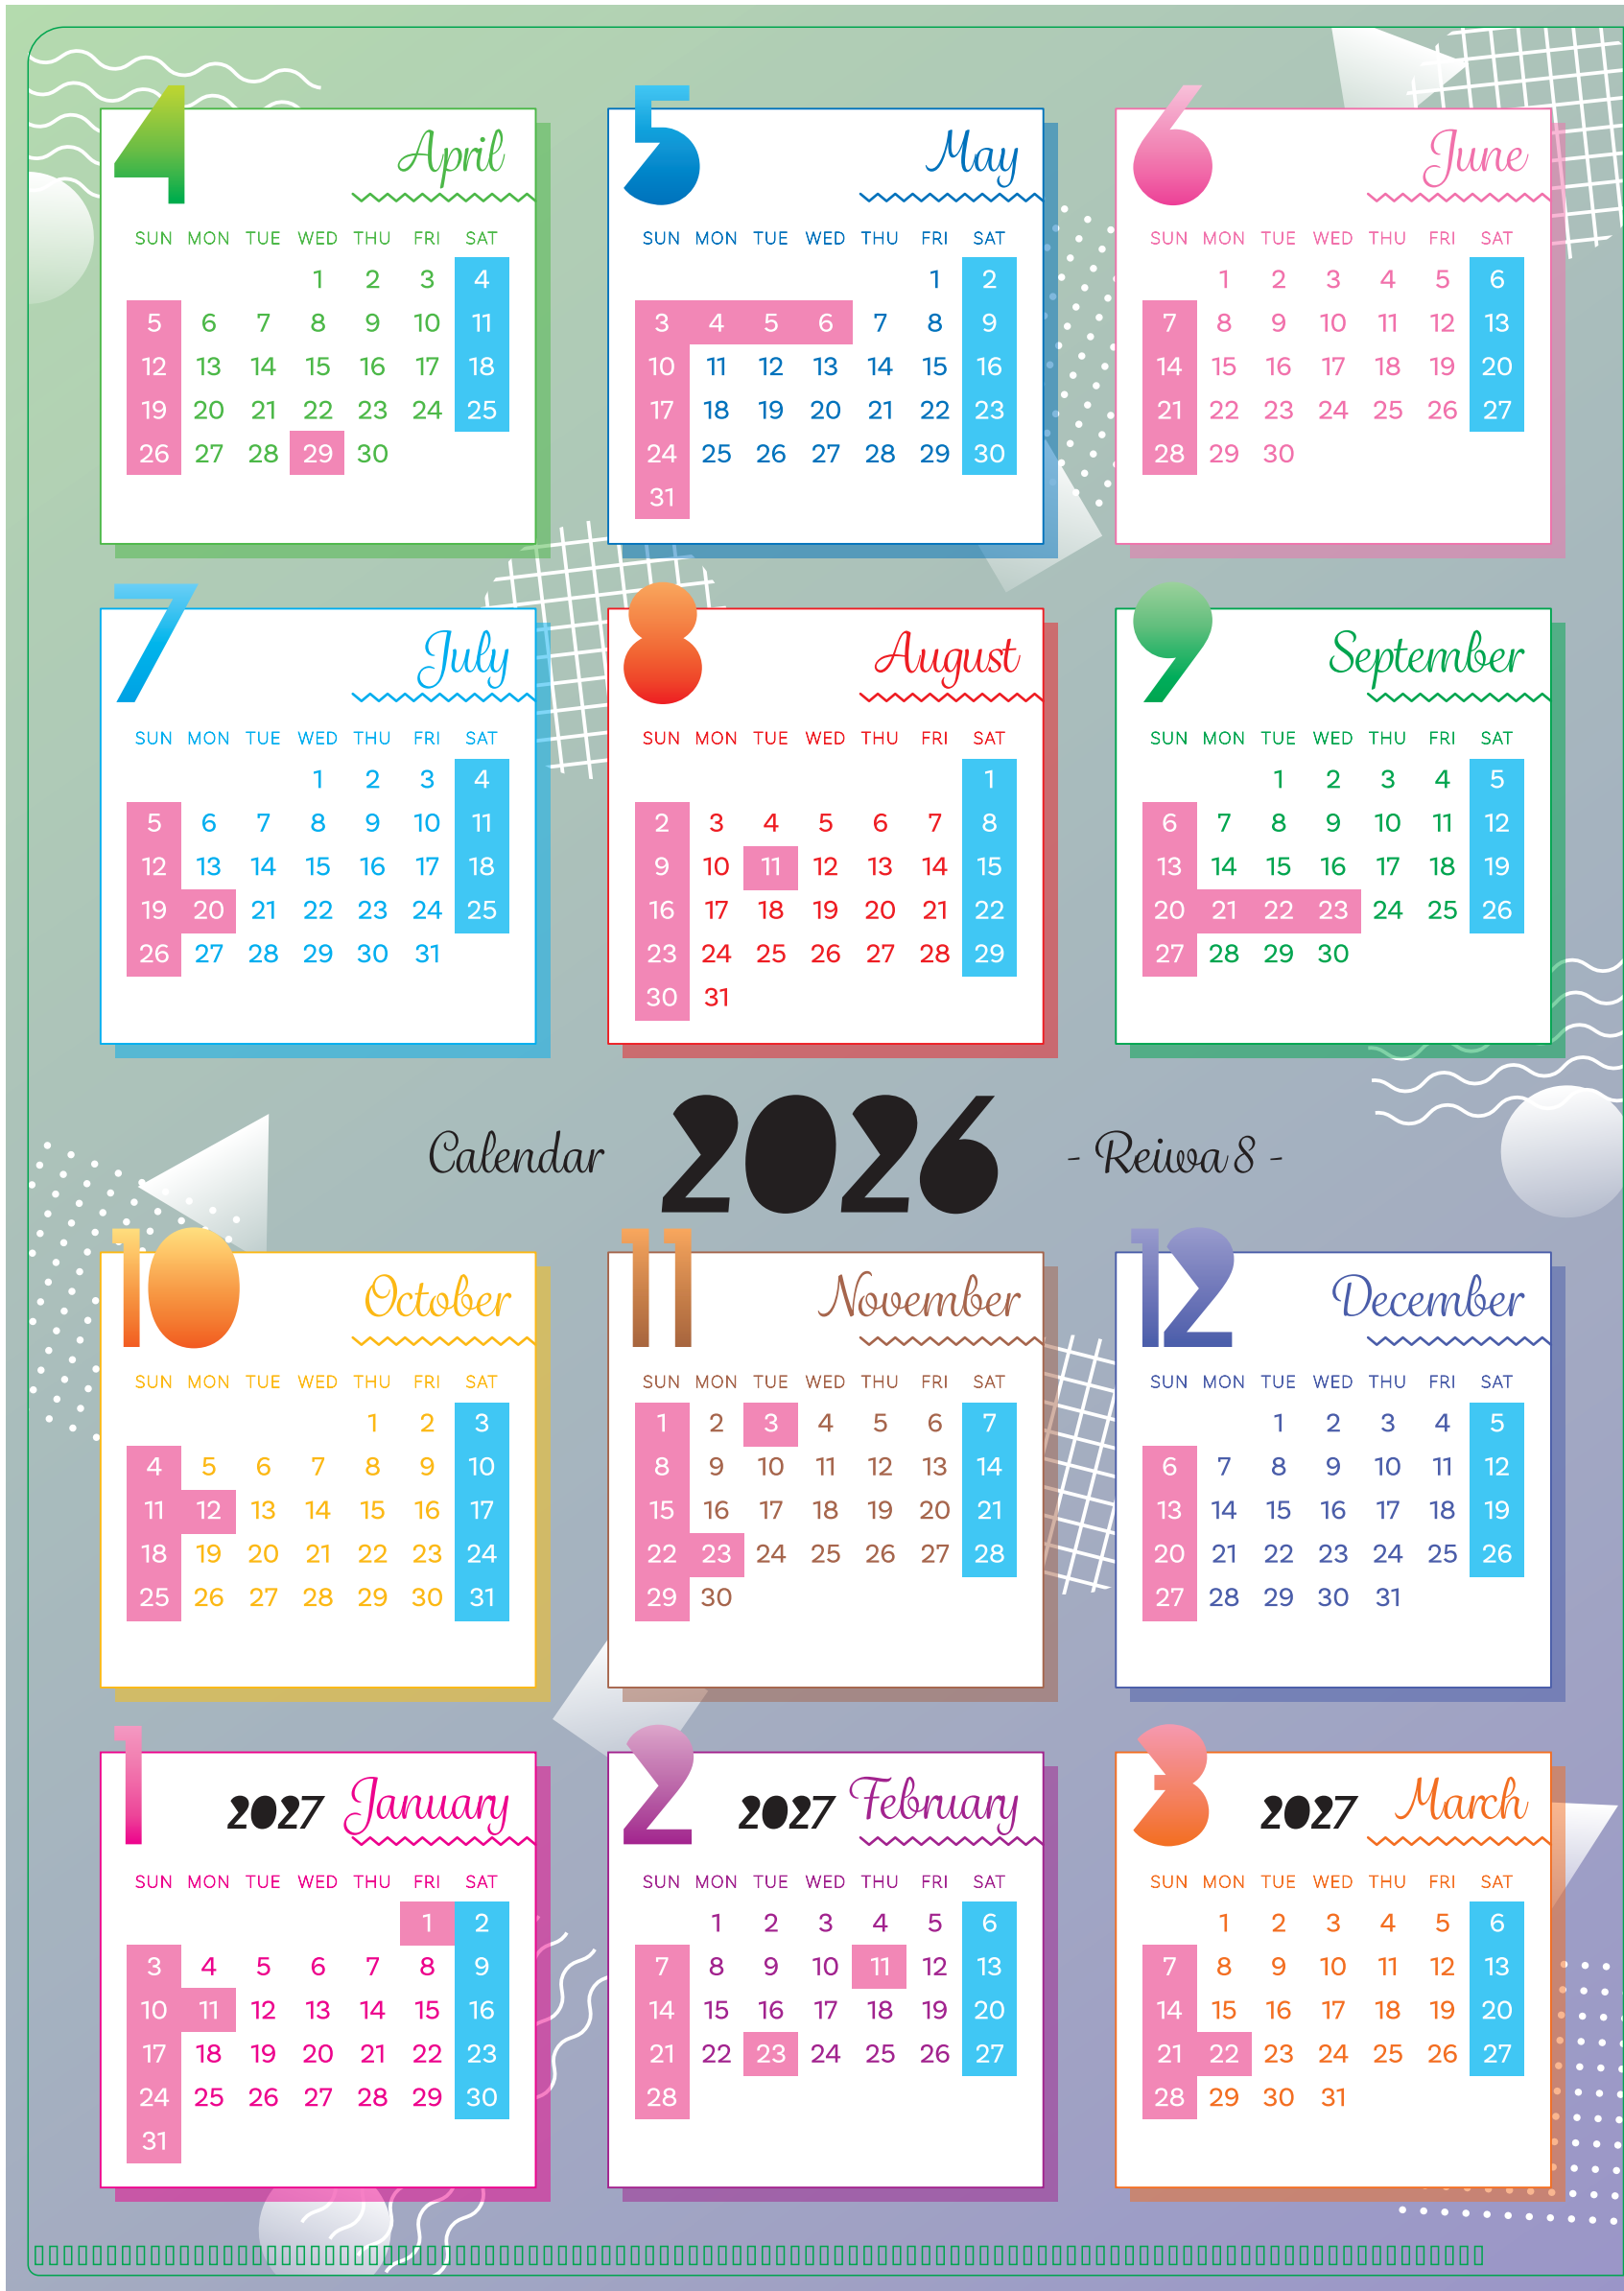 4 April
SUN MON TUE WED THU FRI SAT
1 2 3 4
5 6 7 8 9 10 11
12 13 14 15 16 17 18
19 20 21 22 23 24 25
26 27 28 29 30
5 May
SUN MON TUE WED THU FRI SAT
1 2
3 4 5 6 7 8 9
10 11 12 13 14 15 16
17 18 19 20 21 22 23
24 25 26 27 28 29 30
31
6 June
SUN MON TUE WED THU FRI SAT
1 2 3 4 5 6
7 8 9 10 11 12 13
14 15 16 17 18 19 20
21 22 23 24 25 26 27
28 29 30
7 July
SUN MON TUE WED THU FRI SAT
1 2 3 4
5 6 7 8 9 10 11
12 13 14 15 16 17 18
19 20 21 22 23 24 25
26 27 28 29 30 31
8 August
SUN MON TUE WED THU FRI SAT
1
2 3 4 5 6 7 8
9 10 11 12 13 14 15
16 17 18 19 20 21 22
23 24 25 26 27 28 29
30 31
9 September
SUN MON TUE WED THU FRI SAT
1 2 3 4 5
6 7 8 9 10 11 12
13 14 15 16 17 18 19
20 21 22 23 24 25 26
27 28 29 30
Calendar 2026 - Reiwa 8 -
10 October
SUN MON TUE WED THU FRI SAT
1 2 3
4 5 6 7 8 9 10
11 12 13 14 15 16 17
18 19 20 21 22 23 24
25 26 27 28 29 30 31
11 November
SUN MON TUE WED THU FRI SAT
1 2 3 4 5 6 7
8 9 10 11 12 13 14
15 16 17 18 19 20 21
22 23 24 25 26 27 28
29 30
12 December
SUN MON TUE WED THU FRI SAT
1 2 3 4 5
6 7 8 9 10 11 12
13 14 15 16 17 18 19
20 21 22 23 24 25 26
27 28 29 30 31
1 2027 January
SUN MON TUE WED THU FRI SAT
1 2
3 4 5 6 7 8 9
10 11 12 13 14 15 16
17 18 19 20 21 22 23
24 25 26 27 28 29 30
31
2 2027 February
SUN MON TUE WED THU FRI SAT
1 2 3 4 5 6
7 8 9 10 11 12 13
14 15 16 17 18 19 20
21 22 23 24 25 26 27
28
3 2027 March
SUN MON TUE WED THU FRI SAT
1 2 3 4 5 6
7 8 9 10 11 12 13
14 15 16 17 18 19 20
21 22 23 24 25 26 27
28 29 30 31